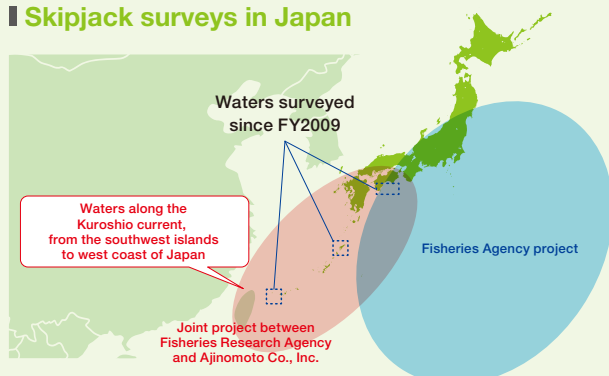 Skipjack surveys in Japan
Waters surveyed
since FY2009
Waters along the
Kuroshio current,
from the southwest islands
to west coast of Japan
Fisheries Agency project
Joint project between
Fisheries Research Agency
and Ajinomoto Co., Inc.